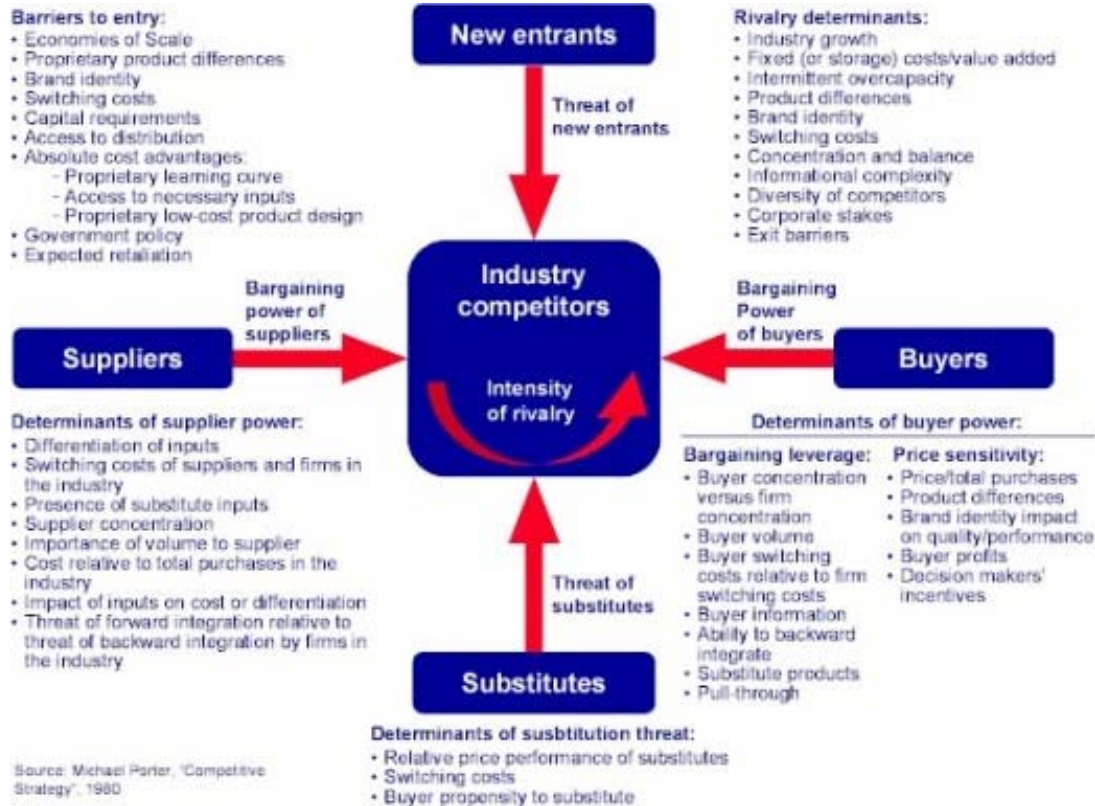 Barriers to entry:
• Economies of Scale
• Proprietary product differences
• Brand identity
• Switching costs
• Capital requirements
• Access to distribution
• Absolute cost advantages:
– Proprietary learning curve
– Access to necessary inputs
– Proprietary low-cost product design
• Government policy
• Expected retaliation
New entrants
Threat of
new entrants
Rivalry determinants:
• Industry growth
• Fixed (or storage) costs/value added
• Intermittent overcapacity
• Product differences
• Brand identity
• Switching costs
• Concentration and balance
• Informational complexity
• Diversity of competitors
• Corporate stakes
• Exit barriers
Bargaining
power of
suppliers
Suppliers
Industry
competitors
Intensity
of rivalry
Bargaining
Power
of buyers
Buyers
Determinants of supplier power:
• Differentiation of inputs
• Switching costs of suppliers and firms in
the industry
• Presence of substitute inputs
• Supplier concentration
• Importance of volume to supplier
• Cost relative to total purchases in the
industry
• Impact of inputs on cost or differentiation
• Threat of forward integration relative to
threat of backward integration by firms in
the industry
Threat of
substitutes
Substitutes
Determinants of buyer power:
Bargaining leverage:
• Buyer concentration
versus firm
concentration
• Buyer volume
• Buyer switching
costs relative to firm
switching costs
• Buyer information
• Ability to backward
integrate
• Substitute products
• Pull-through
Price sensitivity:
• Price/total purchases
• Product differences
• Brand identity impact
on quality/performance
• Buyer profits
• Decision makers'
incentives
Determinants of susbtitution threat:
• Relative price performance of substitutes
• Switching costs
• Buyer propensity to substitute
Source: Michael Porter, "Competitive
Strategy", 1980